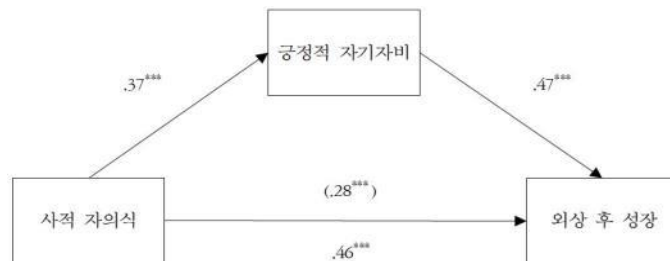 긍정적 자기자비
.37***
.47***
(.28***)
사적 자의식
외상 후 성장
.46***